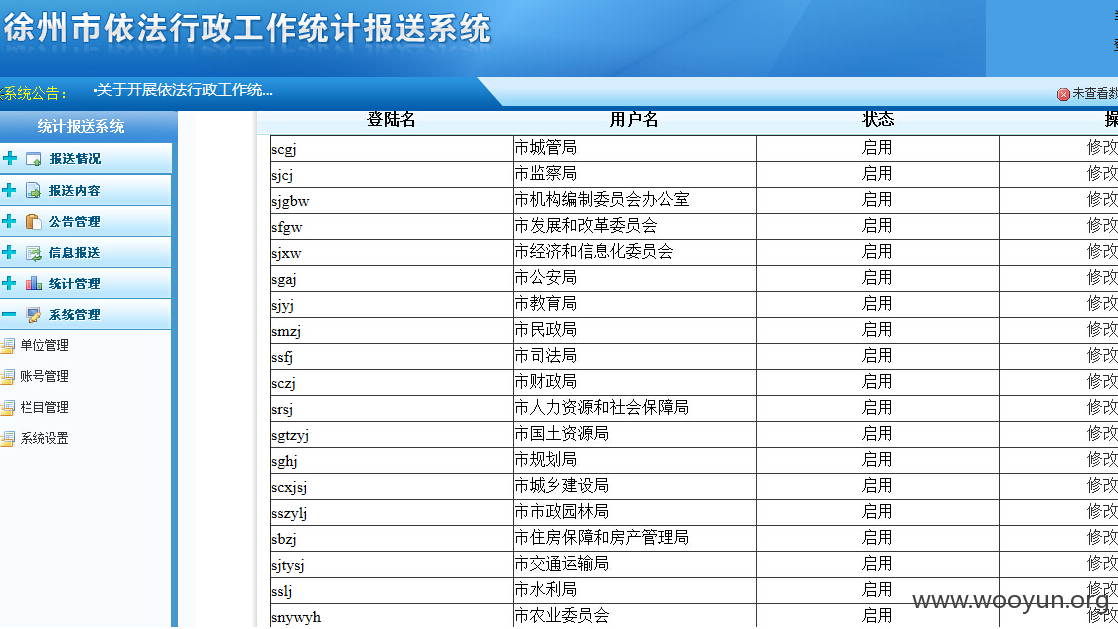 徐州市依法行政工作统计报送系统
系统公告： ·关于开展依法行政工作统... 未查看数
统计报送系统
报送情况
报送内容
公告管理
信息报送
统计管理
系统管理
单位管理
账号管理
栏目管理
系统设置
登陆名 用户名 状态
scgj 市城管局 启用 修改
sjcj 市监察局 启用 修改
sjgbw 市机构编制委员会办公室 启用 修改
sfgw 市发展和改革委员会 启用 修改
sjxw 市经济和信息化委员会 启用 修改
sgaj 市公安局 启用 修改
sjyj 市教育局 启用 修改
smzj 市民政局 启用 修改
ssfj 市司法局 启用 修改
sczj 市财政局 启用 修改
srsj 市人力资源和社会保障局 启用 修改
sgtzyj 市国土资源局 启用 修改
sghj 市规划局 启用 修改
scxjsj 市城乡建设局 启用 修改
sszylj 市市政园林局 启用 修改
sbzj 市住房保障和房产管理局 启用 修改
sjtysj 市交通运输局 启用 修改
sslj 市水利局 启用 修改
snywyh 市农业委员会 启用 修改
www.wooyun.org